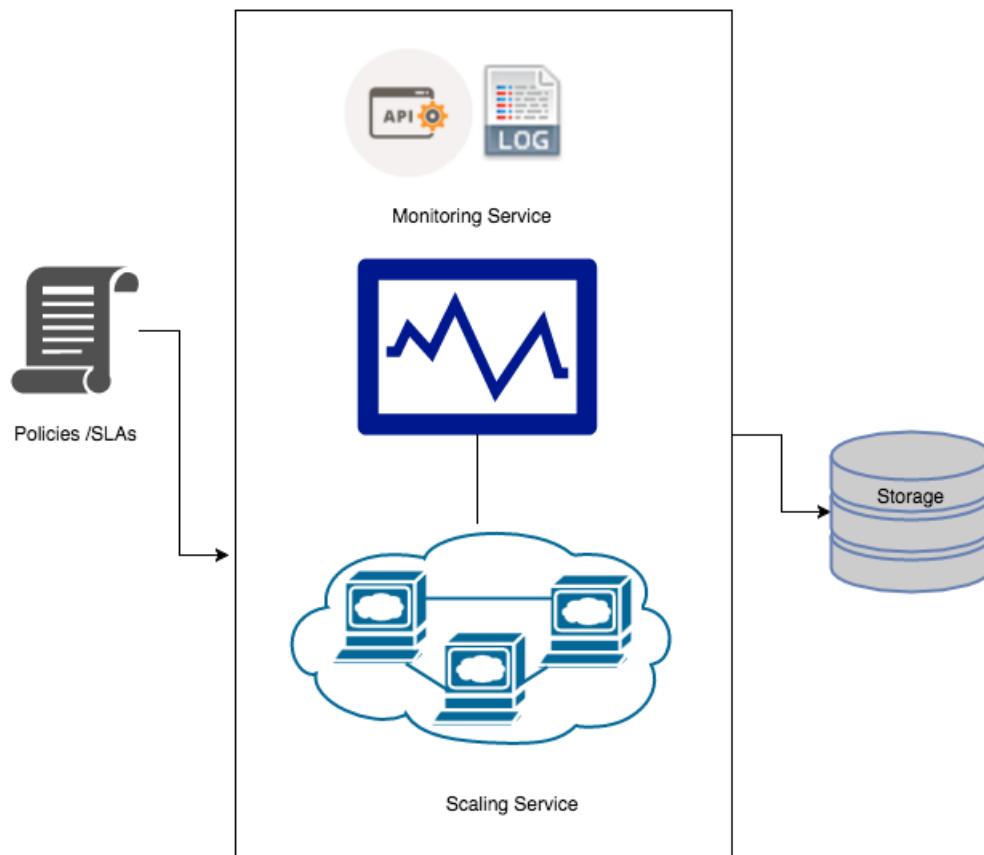 API
LOG
Monitoring Service
Policies /SLAs
Storage
Scaling Service